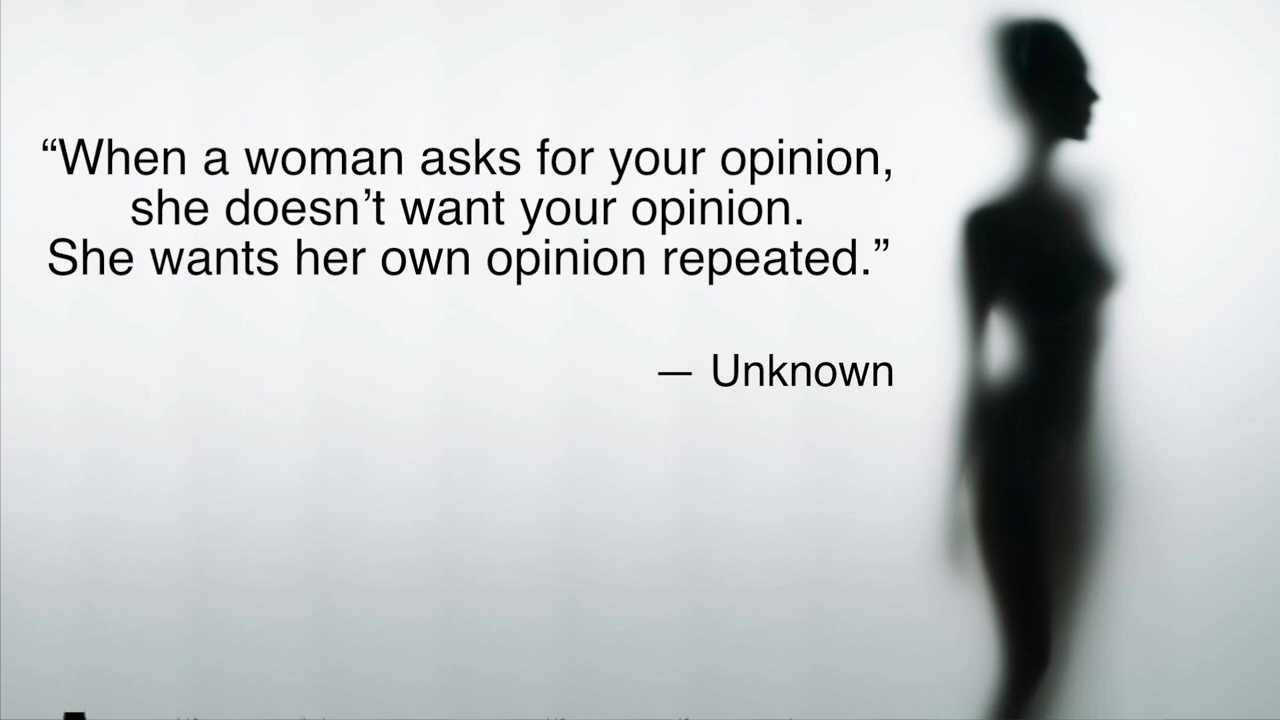 “When a woman asks for your opinion,
she doesn’t want your opinion.
She wants her own opinion repeated.”
— Unknown